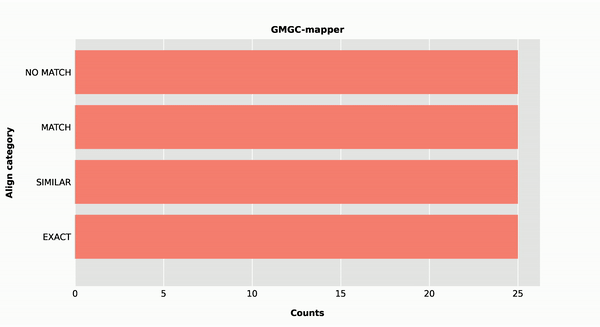 GMGC-mapper
NO MATCH
MATCH
SIMILAR
EXACT
Align category
0 5 10 15 20 25
Counts